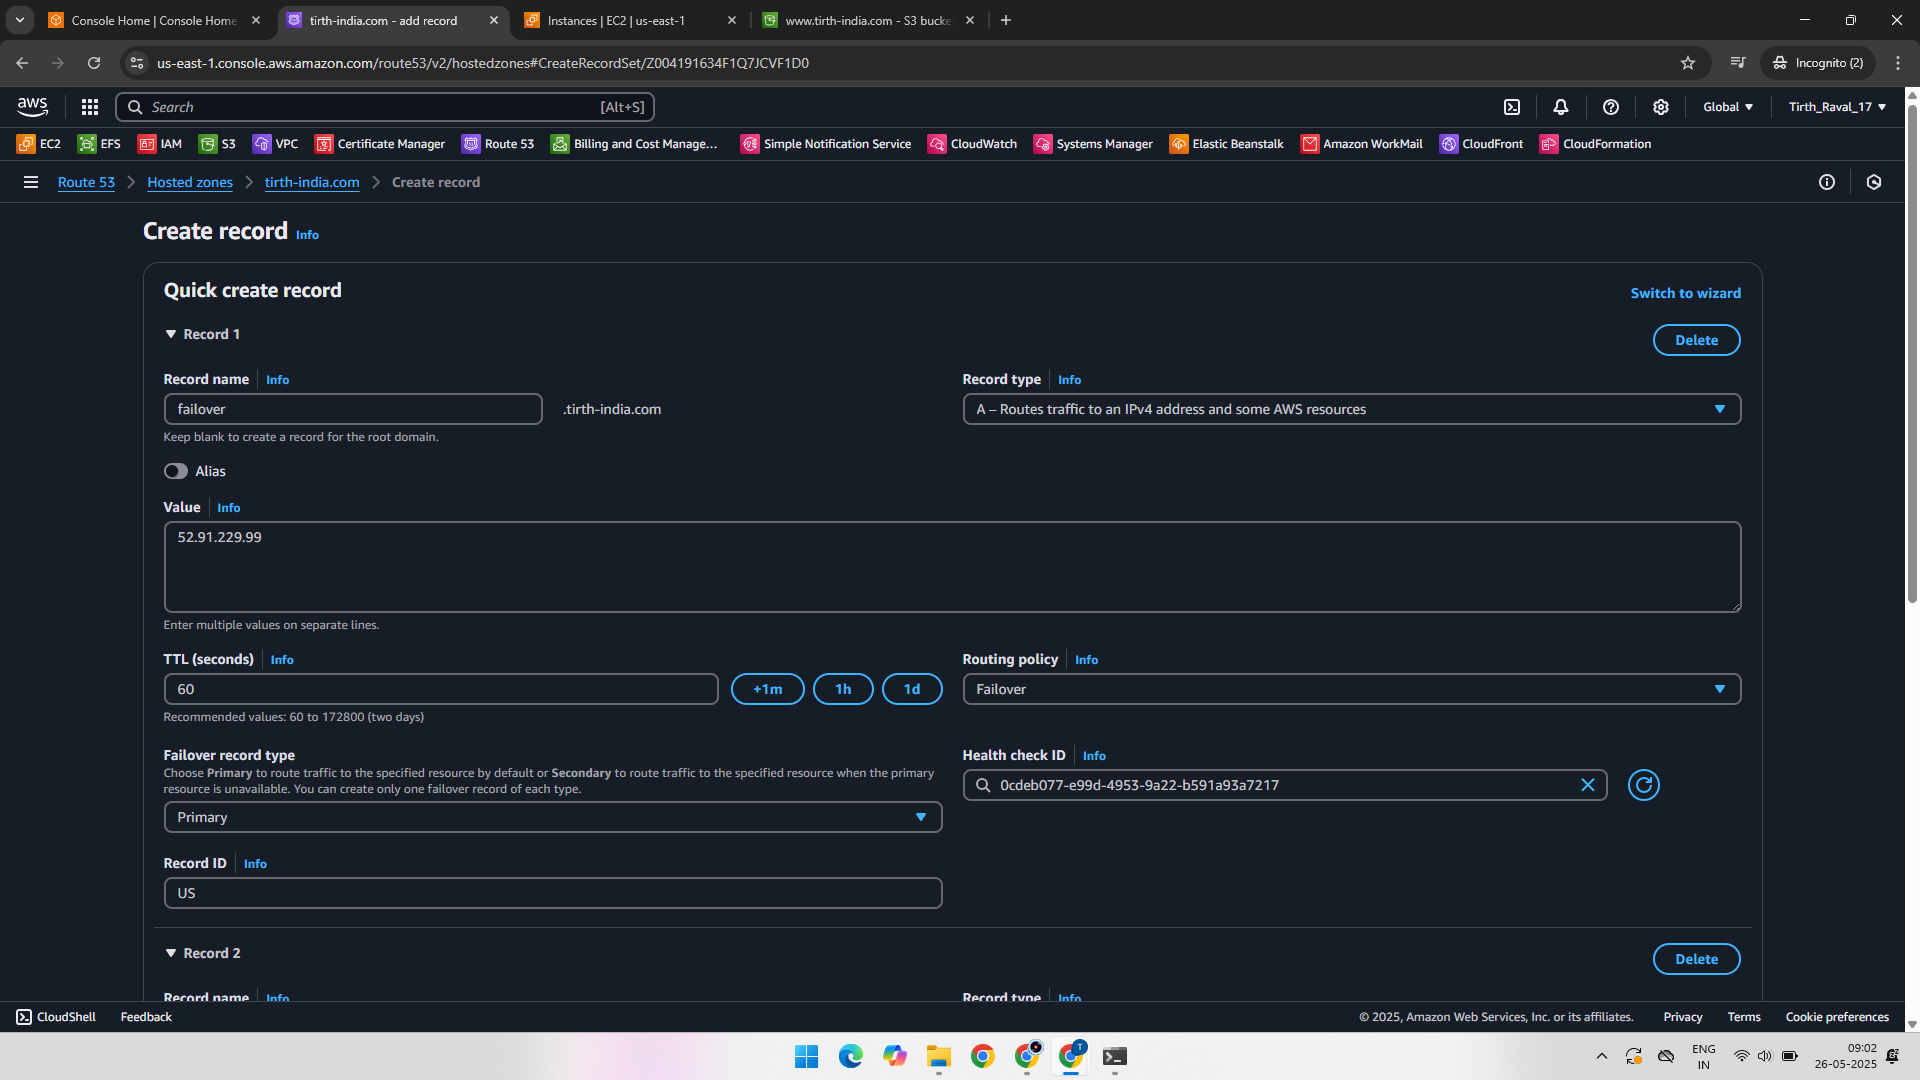 Console Home | Console Home
tirth-india.com - add record
Instances | EC2 | us-east-1
www.tirth-india.com - S3 bucke
us-east-1.console.aws.amazon.com/route53/v2/hostedzones#CreateRecordSet/Z004191634F1Q7JCVF1D0
Incognito (2)
aws
Search
[Alt+S]
Global
Tirth_Raval_17
EC2
EFS
IAM
S3
VPC
Certificate Manager
Route 53
Billing and Cost Manage...
Simple Notification Service
CloudWatch
Systems Manager
Elastic Beanstalk
Amazon WorkMail
CloudFront
CloudFormation
Route 53
Hosted zones
tirth-india.com
Create record
Create record Info
Quick create record
Switch to wizard
Record 1
Delete
Record name Info
Record type Info
failover
.tirth-india.com
A – Routes traffic to an IPv4 address and some AWS resources
Keep blank to create a record for the root domain.
Alias
Value Info
52.91.229.99
Enter multiple values on separate lines.
TTL (seconds) Info
Routing policy Info
60
+1m
1h
1d
Failover
Recommended values: 60 to 172800 (two days)
Failover record type
Health check ID Info
Choose Primary to route traffic to the specified resource by default or Secondary to route traffic to the specified resource when the primary
resource is unavailable. You can create only one failover record of each type.
0cdeb077-e99d-4953-9a22-b591a93a7217
Primary
Record ID Info
US
Record 2
Delete
Record name Info
Record type Info
CloudShell
Feedback
© 2025, Amazon Web Services, Inc. or its affiliates.
Privacy
Terms
Cookie preferences
T
ENG
IN
09:02
26-05-2025